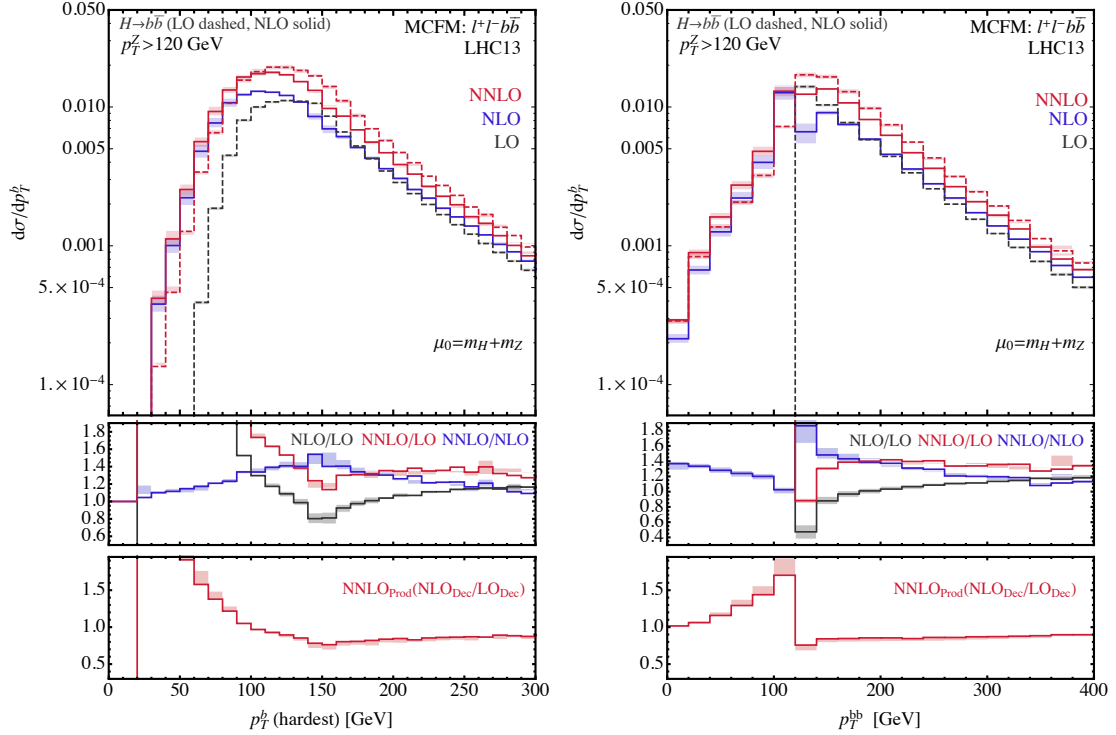 H→bb̄ (LO dashed, NLO solid)
p_T^Z>120 GeV
MCFM: l⁺l⁻bb̄
LHC13
NNLO
NLO
LO
μ₀=m_H+m_Z
dσ/dp_T^b
0.050
0.010
0.005
0.001
5.×10⁻⁴
1.×10⁻⁴
NLO/LO NNLO/LO NNLO/NLO
1.8
1.6
1.4
1.2
1.0
0.8
0.6
NNLO_Prod(NLO_Dec/LO_Dec)
1.5
1.0
0.5
0 50 100 150 200 250 300
p_T^b (hardest) [GeV]
H→bb̄ (LO dashed, NLO solid)
p_T^Z>120 GeV
MCFM: l⁺l⁻bb̄
LHC13
NNLO
NLO
LO
μ₀=m_H+m_Z
dσ/dp_T^b
0.050
0.010
0.005
0.001
5.×10⁻⁴
1.×10⁻⁴
NLO/LO NNLO/LO NNLO/NLO
1.8
1.6
1.4
1.2
1.0
0.8
0.6
0.4
NNLO_Prod(NLO_Dec/LO_Dec)
1.5
1.0
0.5
0 100 200 300 400
p_T^bb [GeV]